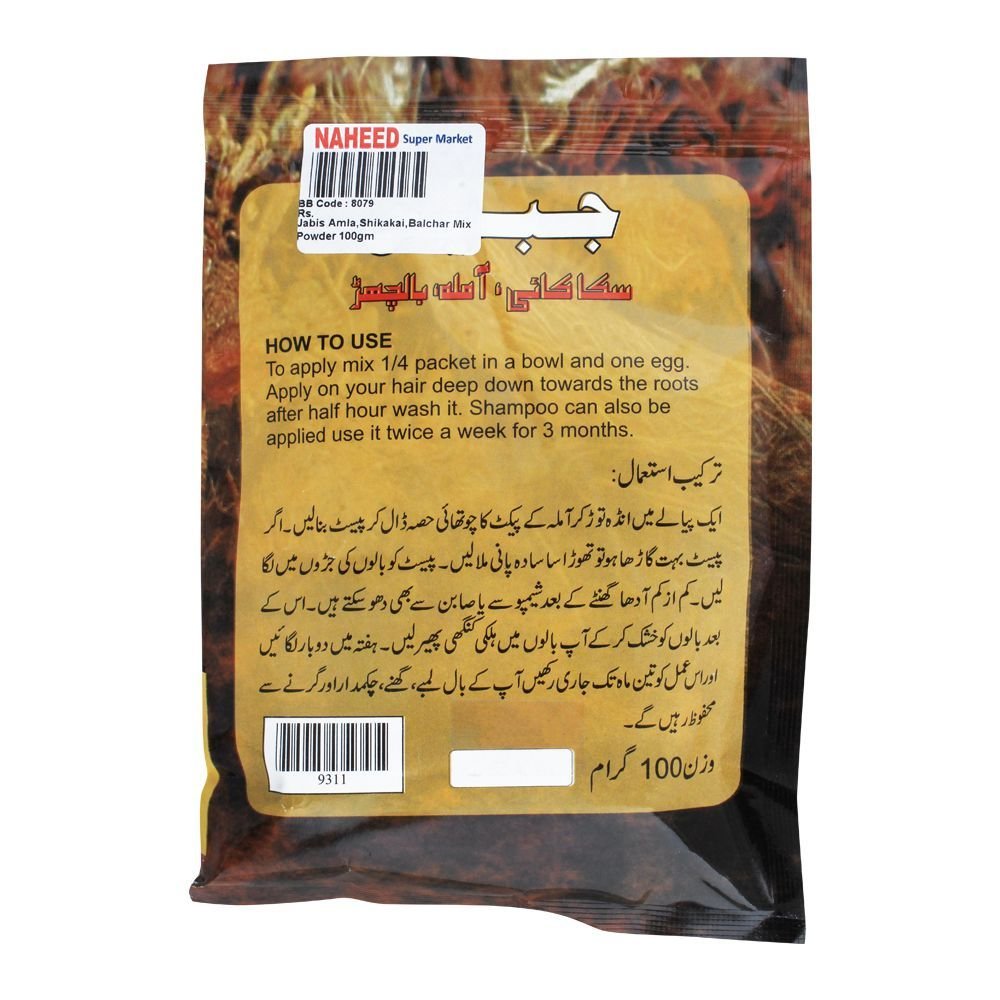 NAHEED Super Market
BB Code : 8079
Rs.
Jabis Amla,Shikakai,Balchar Mix
Powder 100gm
سکاکائی، آملہ، بالچھڑ
HOW TO USE
To apply mix 1/4 packet in a bowl and one egg.
Apply on your hair deep down towards the roots
after half hour wash it. Shampoo can also be
applied use it twice a week for 3 months.
ترکیب استعمال:
ایک پیالے میں انڈہ توڑ کر آملہ کے پیکٹ کا چوتھائی حصہ ڈال کر پیسٹ بنالیں۔ اگر
پیسٹ بہت گاڑھا ہو تو تھوڑا سا سادہ پانی ملالیں۔ پیسٹ کو بالوں کی جڑوں میں لگا
لیں۔ کم از کم آدھا گھنٹے کے بعد شیمپو سے یا صابن سے بھی دھو سکتے ہیں۔ اس کے
بعد بالوں کو خشک کر کے آپ بالوں میں ہلکی کنگھی پھیر لیں۔ ہفتہ میں دو بار لگائیں
اور اس عمل کو تین ماہ تک جاری رکھیں آپ کے بال لمبے، گھنے، چکمدار اور گرنے سے
محفوظ رہیں گے۔
وزن 100 گرام
9311